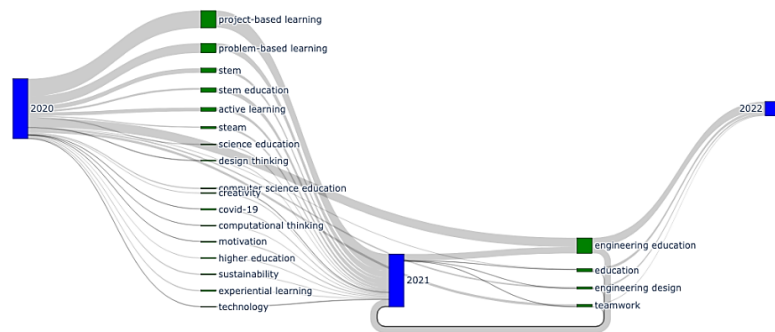 project-based learning
problem-based learning
stem
stem education
2020
active learning
2022
steam
science education
design thinking
computer science education
creativity
covid-19
computational thinking
motivation
engineering education
higher education
education
sustainability
2021
engineering design
experiential learning
teamwork
technology